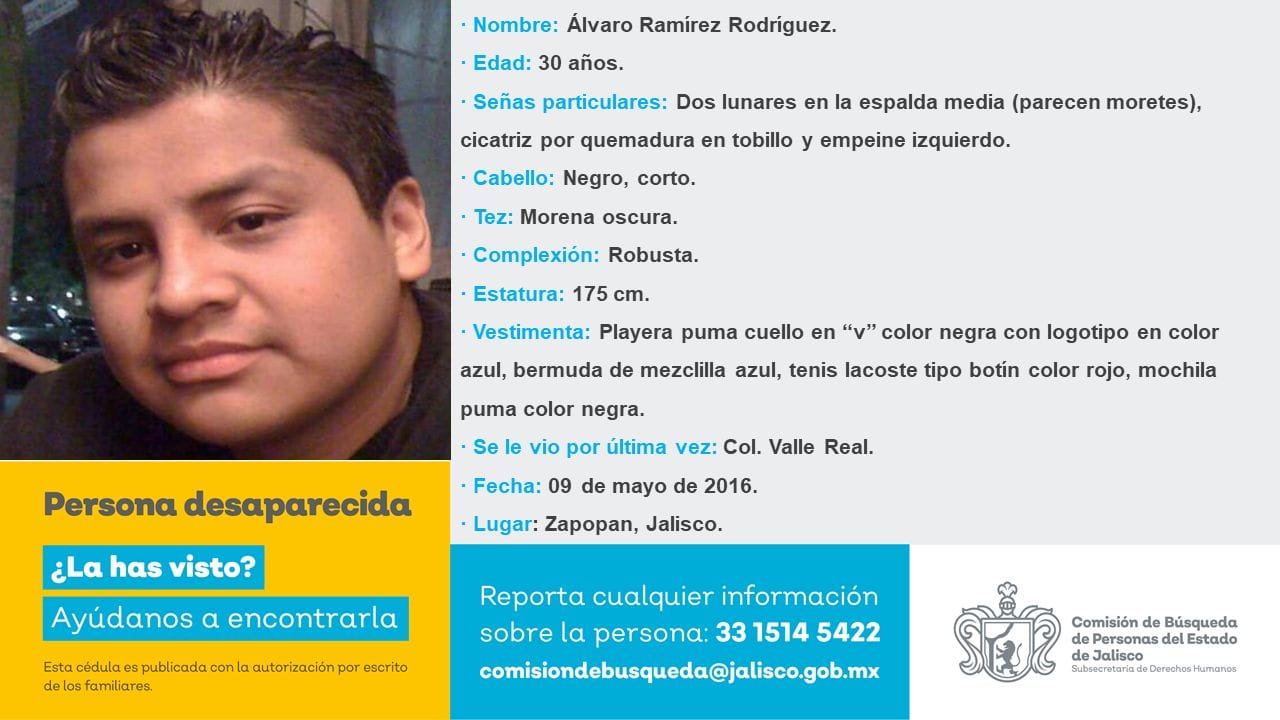 · Nombre: Álvaro Ramírez Rodríguez.
· Edad: 30 años.
· Señas particulares: Dos lunares en la espalda media (parecen moretes),
cicatriz por quemadura en tobillo y empeine izquierdo.
· Cabello: Negro, corto.
· Tez: Morena oscura.
· Complexión: Robusta.
· Estatura: 175 cm.
· Vestimenta: Playera puma cuello en “v” color negra con logotipo en color
azul, bermuda de mezclilla azul, tenis lacoste tipo botín color rojo, mochila
puma color negra.
· Se le vio por última vez: Col. Valle Real.
· Fecha: 09 de mayo de 2016.
· Lugar: Zapopan, Jalisco.
Persona desaparecida
¿La has visto?
Ayúdanos a encontrarla
Esta cédula es publicada con la autorización por escrito
de los familiares.
Reporta cualquier información
sobre la persona: 33 1514 5422
comisiondebusqueda@jalisco.gob.mx
Comisión de Búsqueda
de Personas del Estado
de Jalisco
Subsecretaría de Derechos Humanos